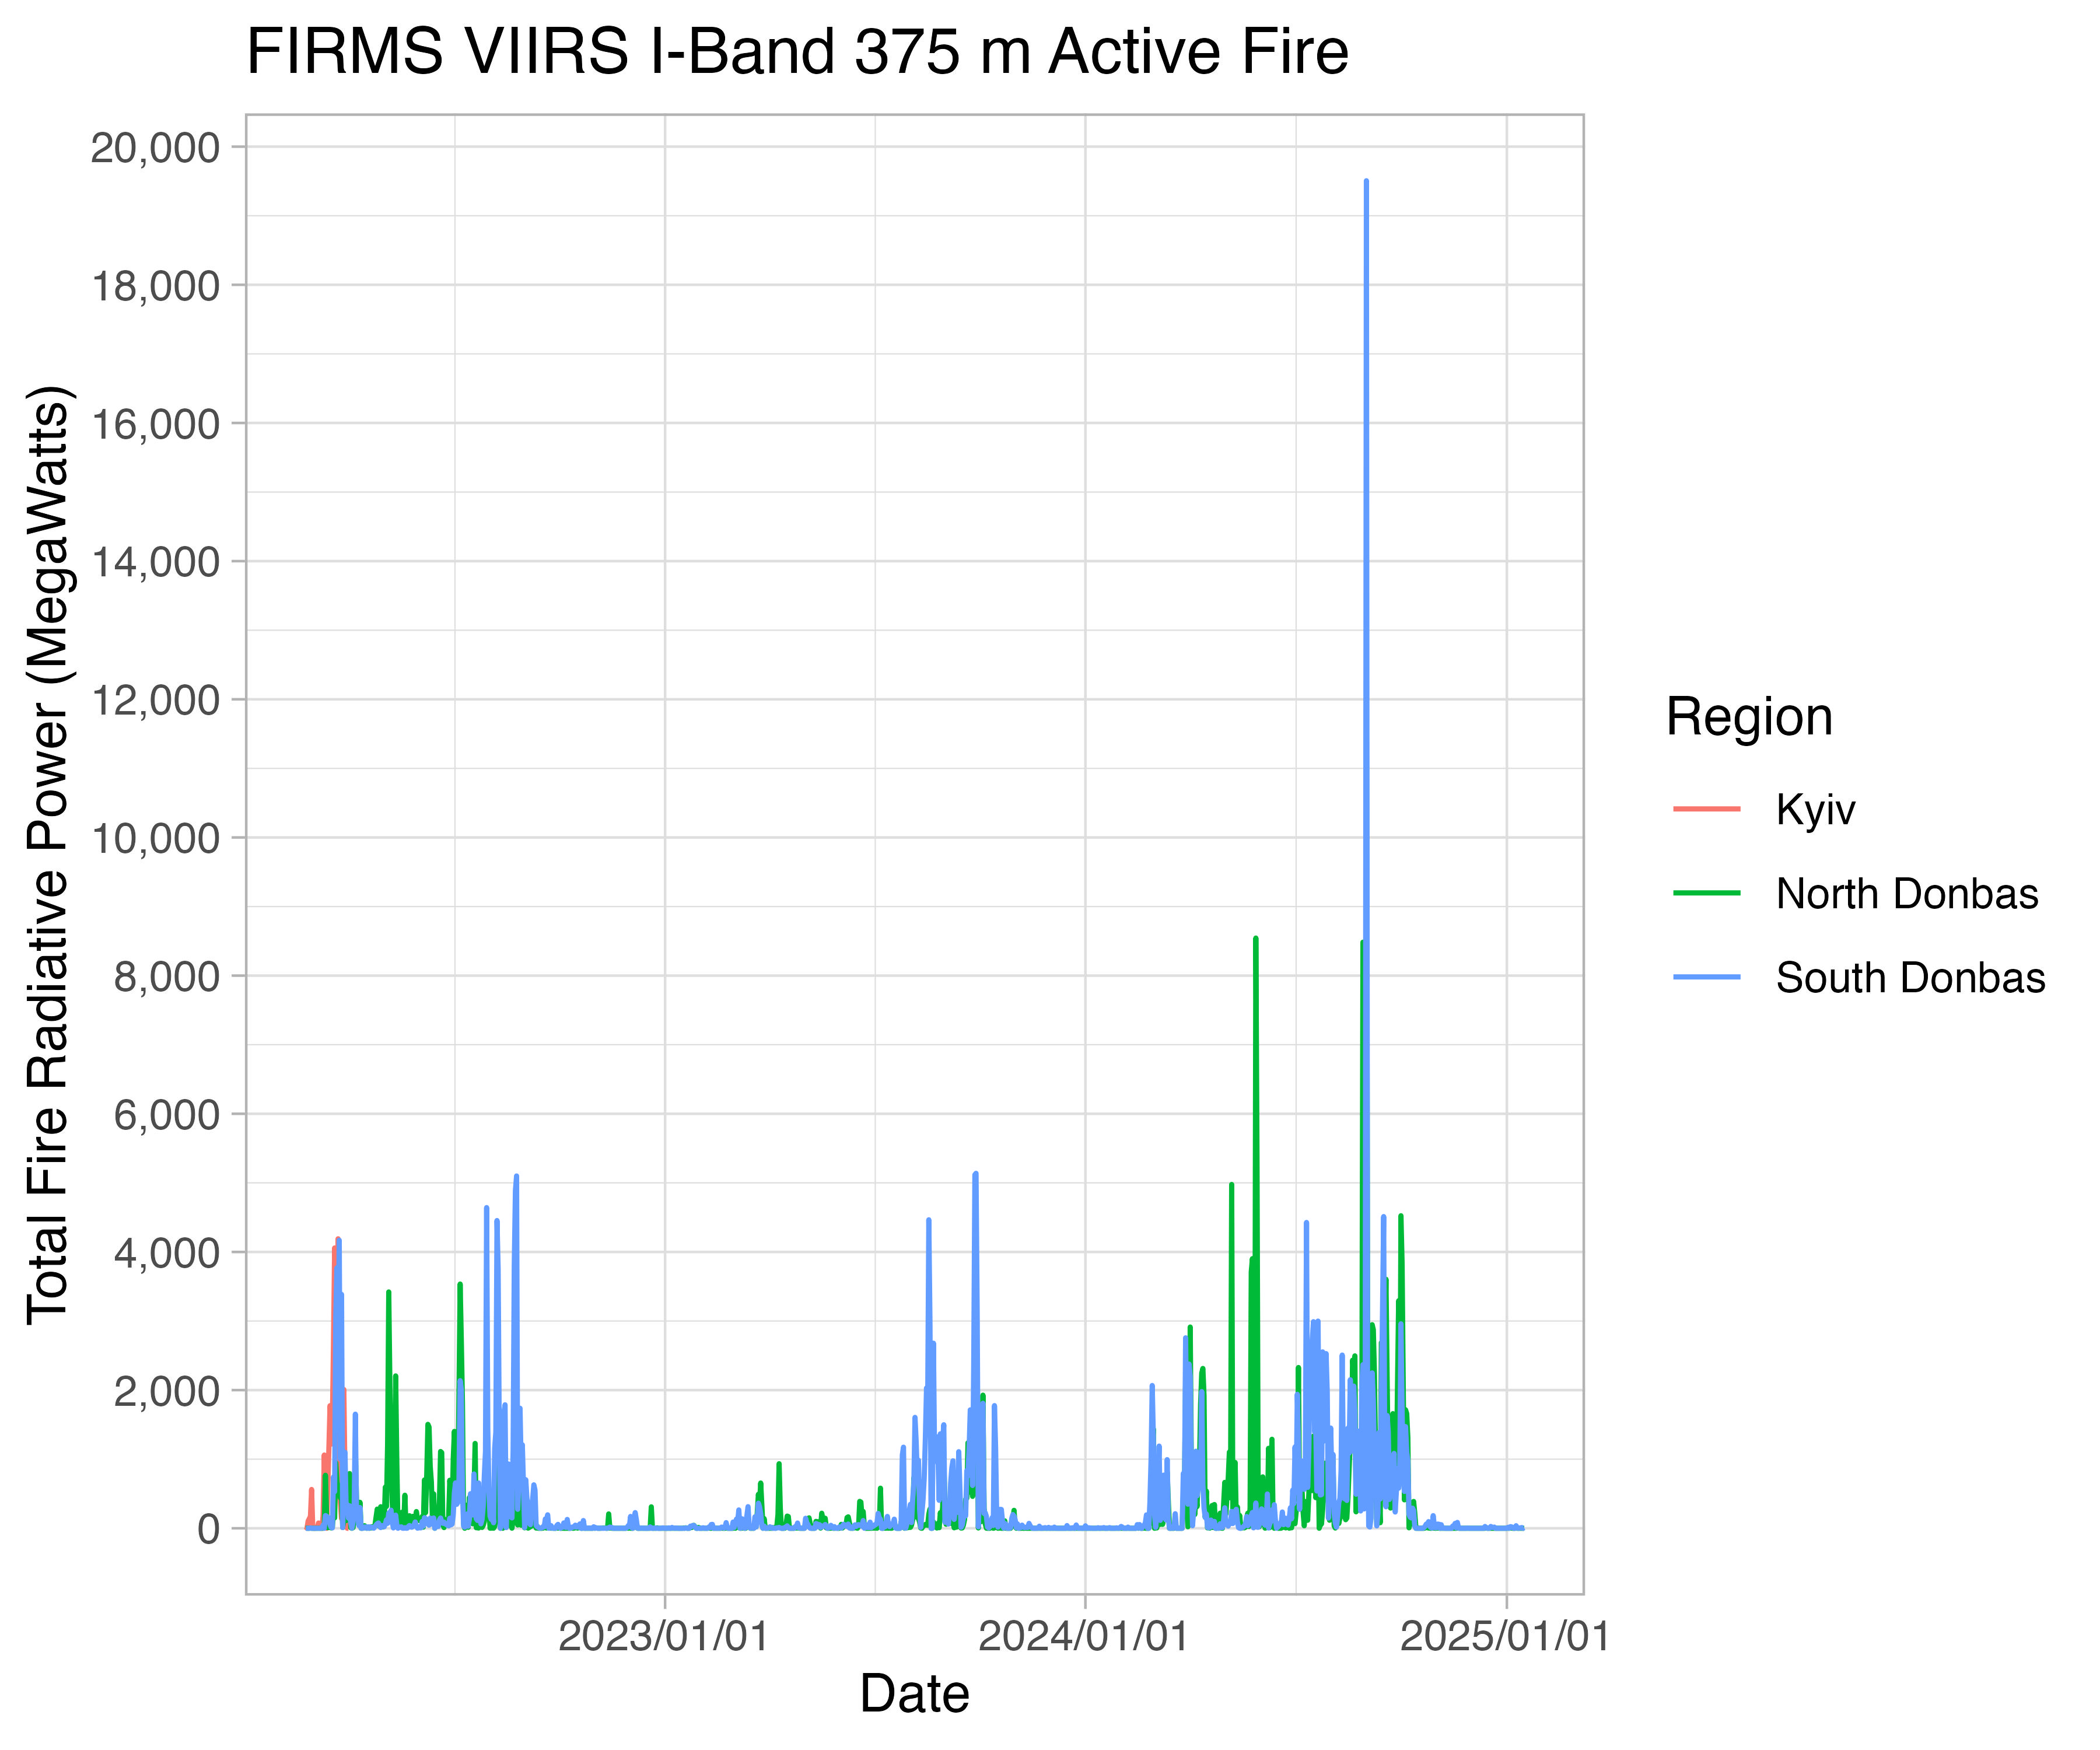 FIRMS VIIRS I-Band 375 m Active Fire
Total Fire Radiative Power (MegaWatts)
20,000
18,000
16,000
14,000
12,000
10,000
8,000
6,000
4,000
2,000
0
2023/01/01
2024/01/01
2025/01/01
Date
Region
Kyiv
North Donbas
South Donbas